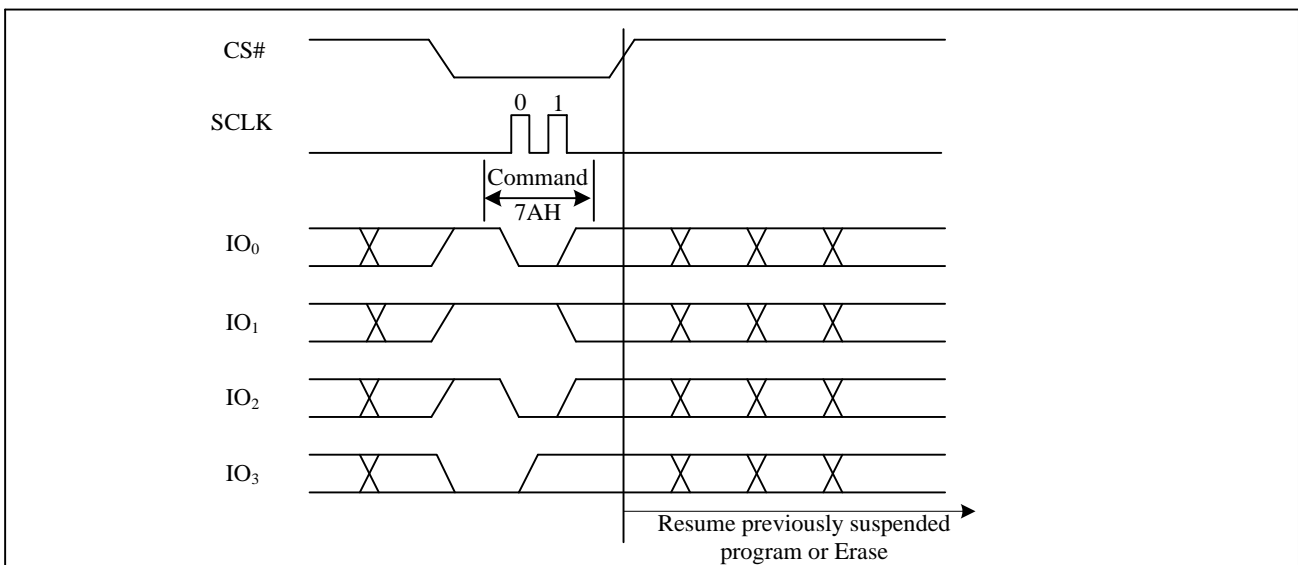 CS#
0 1
SCLK
Command
7AH
IO0
IO1
IO2
IO3
Resume previously suspended
program or Erase